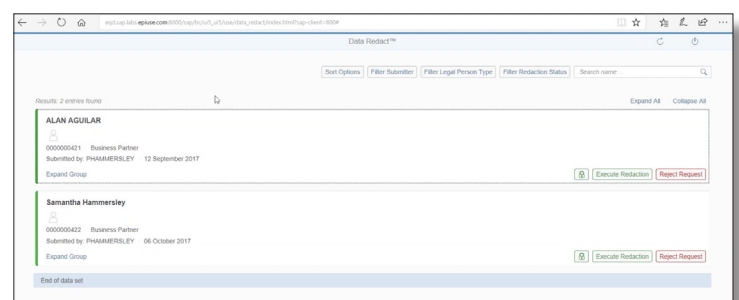 eq3.sap.labs.epiuse.com:8000/sap/bc/ui5_ui5/use/data_redact/index.html?sap-client=800#
Data Redact™
Sort Options Filter Submitter Filter Legal Person Type Filter Redaction Status Search name
Results: 2 entries found Expand All Collapse All
ALAN AGUILAR
0000000421 Business Partner
Submitted by: PHAMMERSLEY 12 September 2017
Expand Group Execute Redaction Reject Request
Samantha Hammersley
0000000422 Business Partner
Submitted by: PHAMMERSLEY 06 October 2017
Expand Group Execute Redaction Reject Request
End of data set